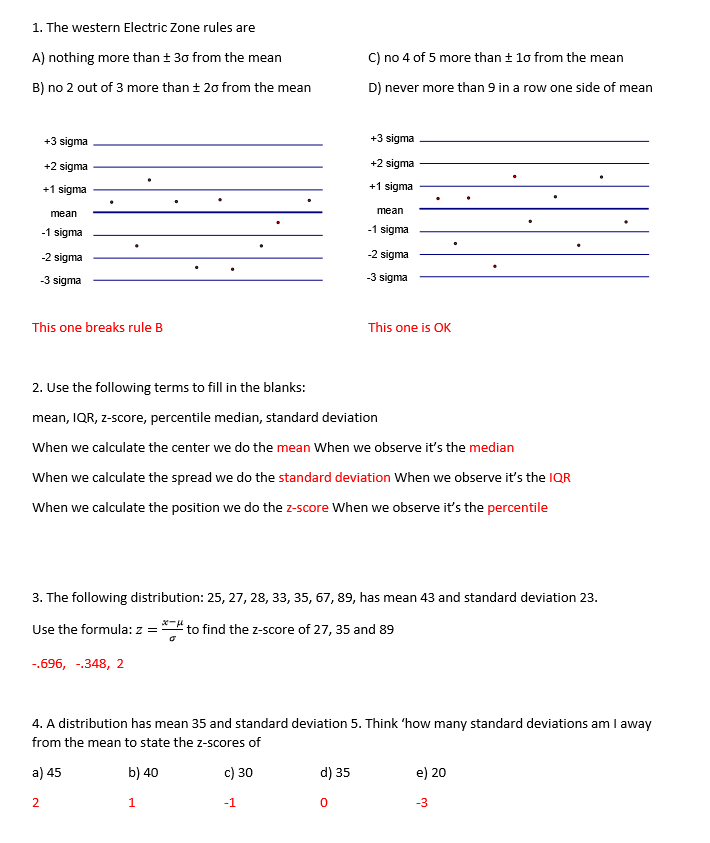 1. The western Electric Zone rules are
A) nothing more than ± 3σ from the mean
C) no 4 of 5 more than ± 1σ from the mean
B) no 2 out of 3 more than ± 2σ from the mean
D) never more than 9 in a row one side of mean
+3 sigma
+2 sigma
+1 sigma
mean
-1 sigma
-2 sigma
-3 sigma
+3 sigma
+2 sigma
+1 sigma
mean
-1 sigma
-2 sigma
-3 sigma
This one breaks rule B
This one is OK
2. Use the following terms to fill in the blanks:
mean, IQR, z-score, percentile median, standard deviation
When we calculate the center we do the mean When we observe it’s the median
When we calculate the spread we do the standard deviation When we observe it’s the IQR
When we calculate the position we do the z-score When we observe it’s the percentile
3. The following distribution: 25, 27, 28, 33, 35, 67, 89, has mean 43 and standard deviation 23.
Use the formula: z = (x−μ)/σ to find the z-score of 27, 35 and 89
-.696, -.348, 2
4. A distribution has mean 35 and standard deviation 5. Think ‘how many standard deviations am I away
from the mean to state the z-scores of
a) 45 b) 40 c) 30 d) 35 e) 20
2 1 -1 0 -3